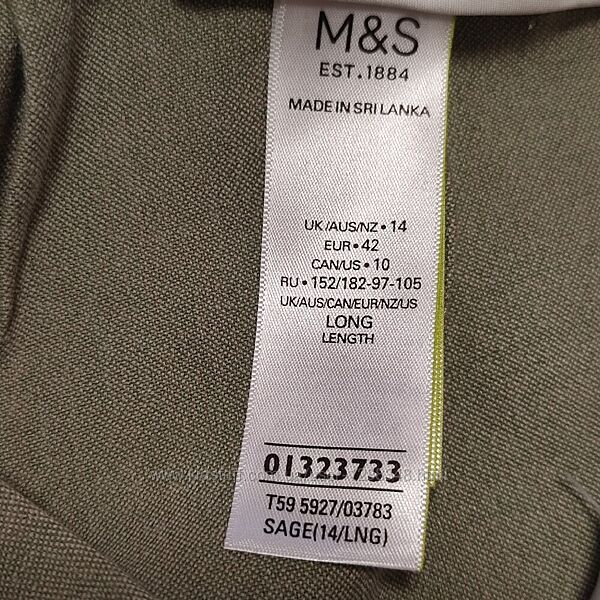 M&S
EST.1884
MADE IN SRI LANKA
UK/AUS/NZ • 14
EUR • 42
CAN/US • 10
RU • 152/182-97-105
UK/AUS/CAN/EUR/NZ/US
LONG
LENGTH
01323733
T59 5927/03783
SAGE(14/LNG)